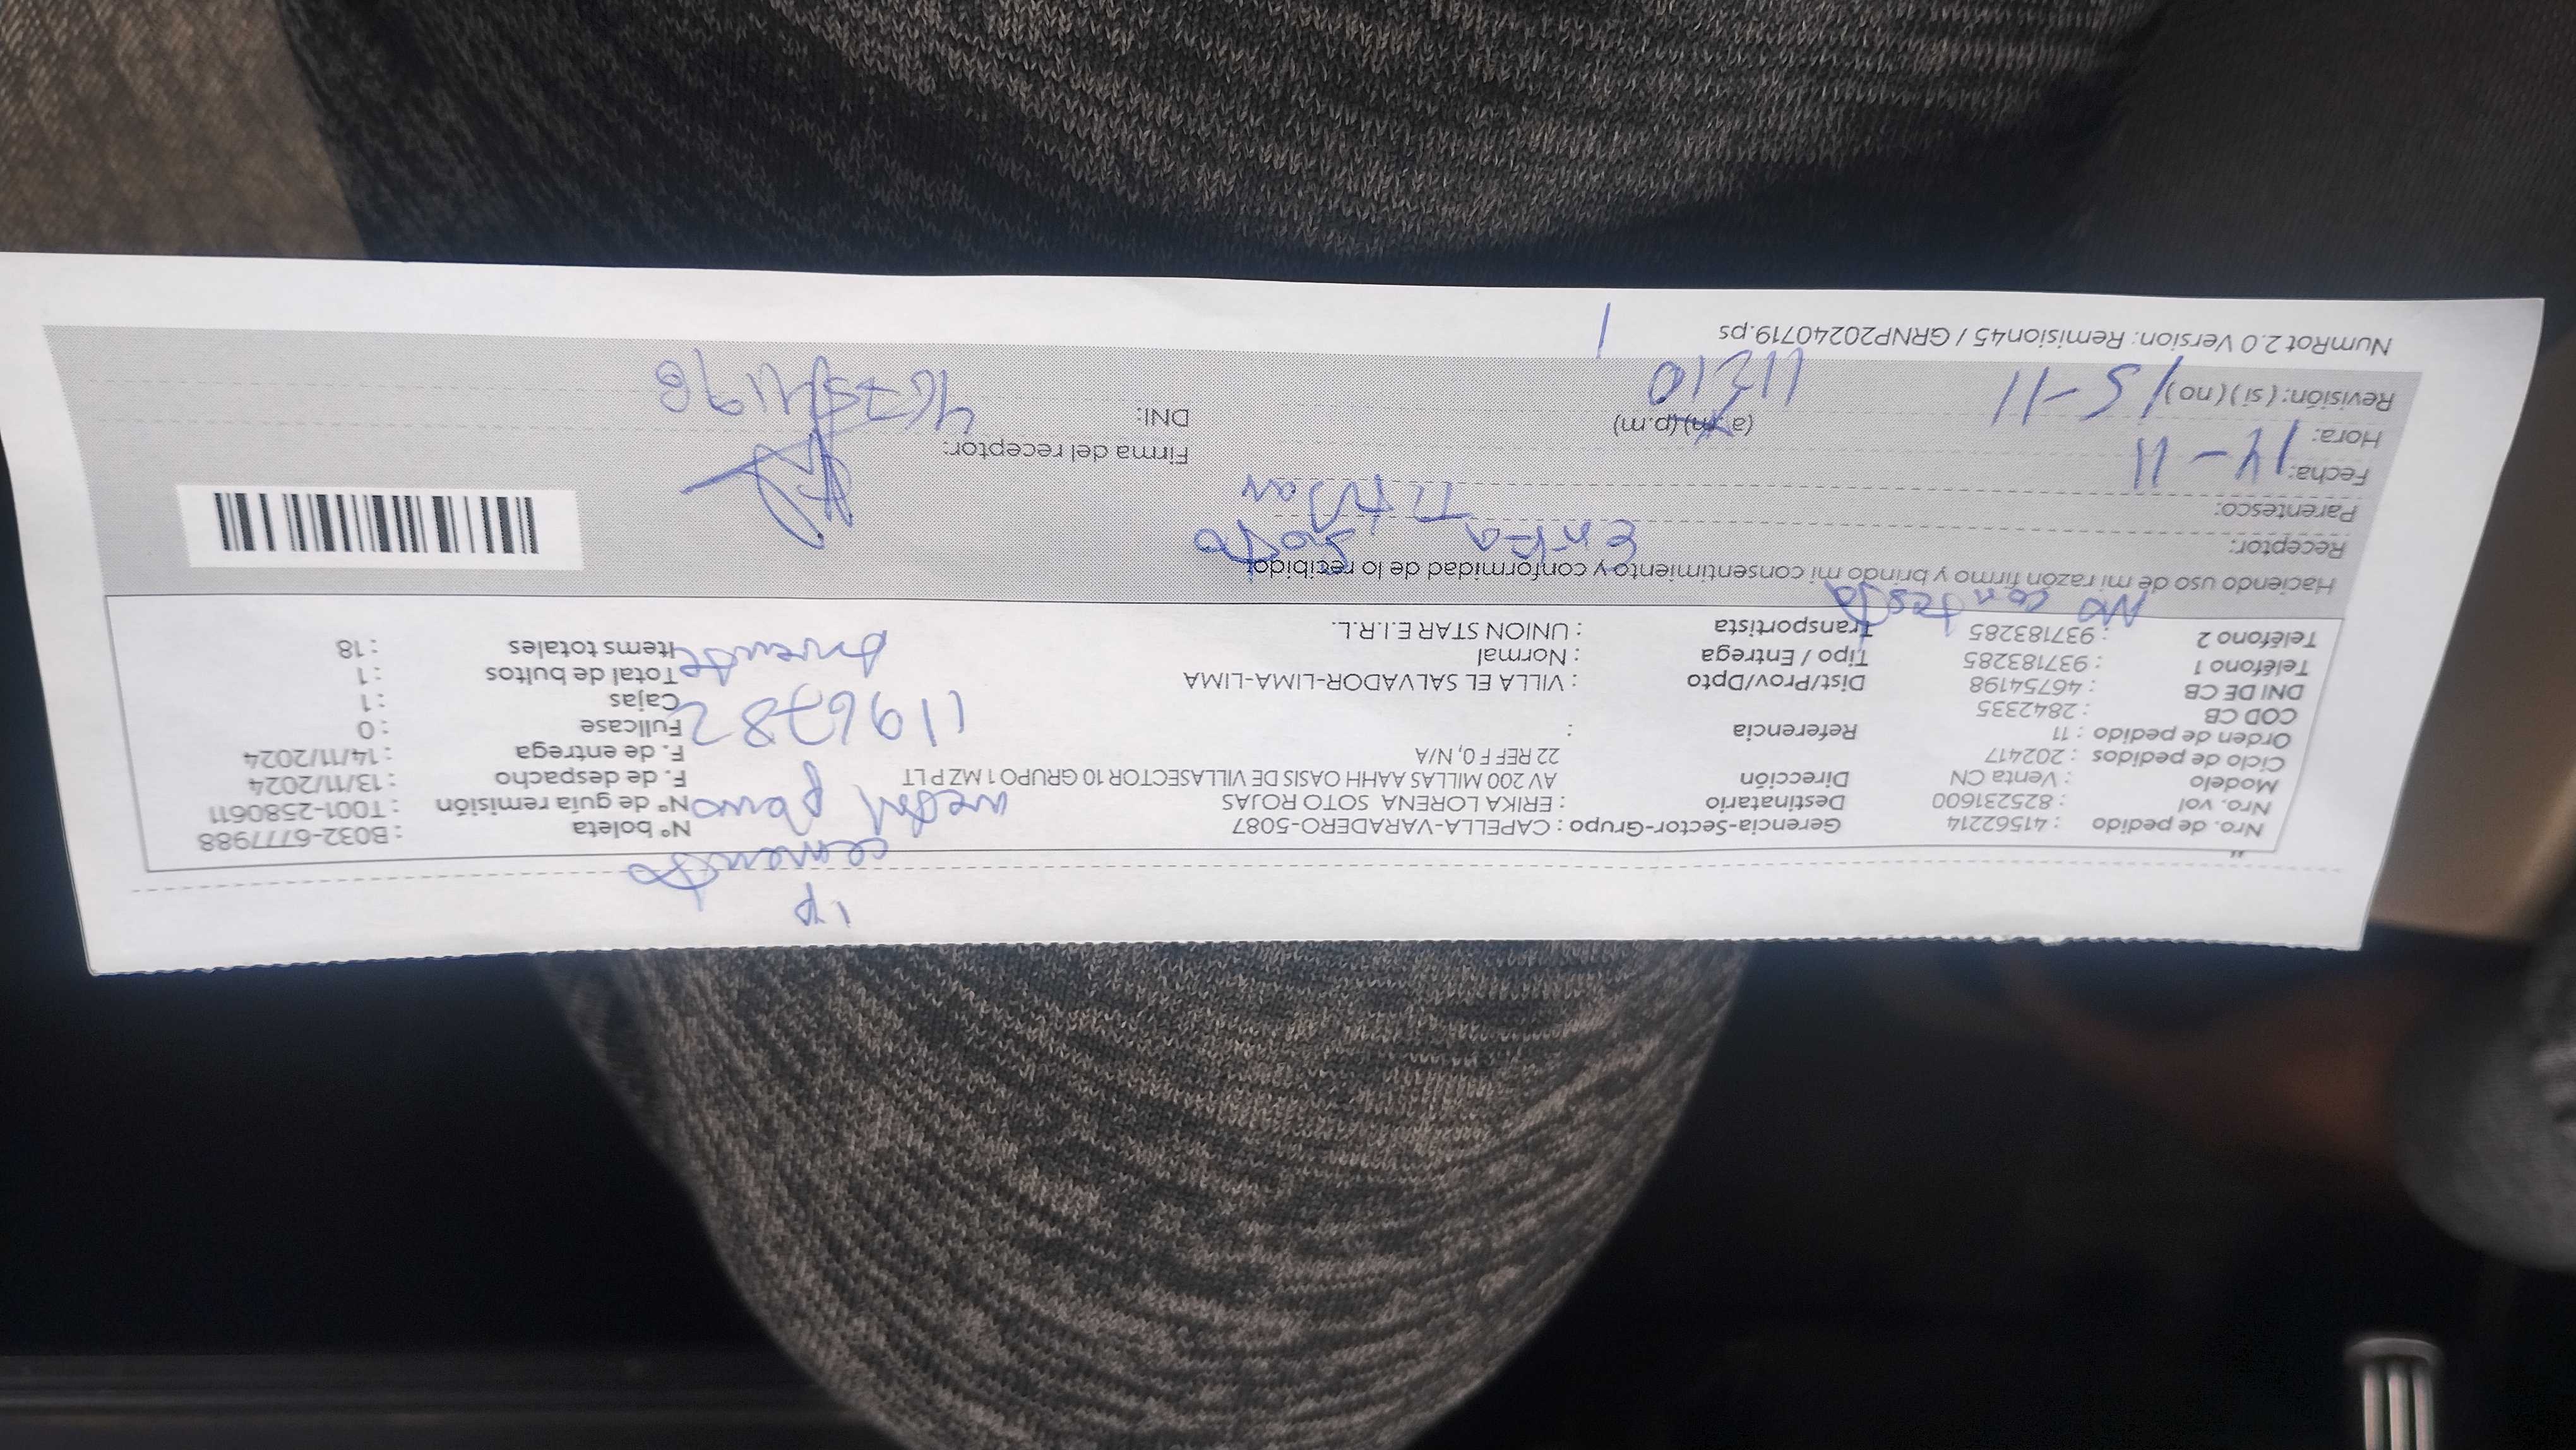 1 p
cemento
Nro. de pedido : 41562214 Gerencia-Sector-Grupo : CAPELLA-VARADERO-5087 N° boleta : B032-6777988
Nro. vol : 825231600 Destinatario : ERIKA LORENA SOTO ROJAS N° de guía remisión : T001-2580611
Modelo : Venta CN Dirección AV 200 MILLAS AAHH OASIS DE VILLASECTOR 10 GRUPO 1 MZ P LT F. de despacho : 13/11/2024
Ciclo de pedidos : 202417 22 REF F 0, N/A F. de entrega : 14/11/2024
Orden de pedido : 11 Referencia : Fullcase : 0
1196782
COD CB : 2842335 Cajas : 1
DNI DE CB : 46754198 Dist/Prov/Dpto : VILLA EL SALVADOR-LIMA-LIMA Total de bultos : 1
Teléfono 1 : 937183285 Tipo / Entrega : Normal Items totales : 18
Teléfono 2 : 937183285 Transportista : UNION STAR E.I.R.L.
No contesta
Haciendo uso de mi razón firmo y brindo mi consentimiento y conformidad de lo recibido:
Receptor: Erika Soto
Parentesco: Titular
Fecha: 14-11 Firma del receptor:
Hora: (a.m) (p.m) DNI: 46754198
Revisión: (si) (no) 15-11 11:10
NumRot 2.0 Version: Remision45 / GRNP20240719.ps